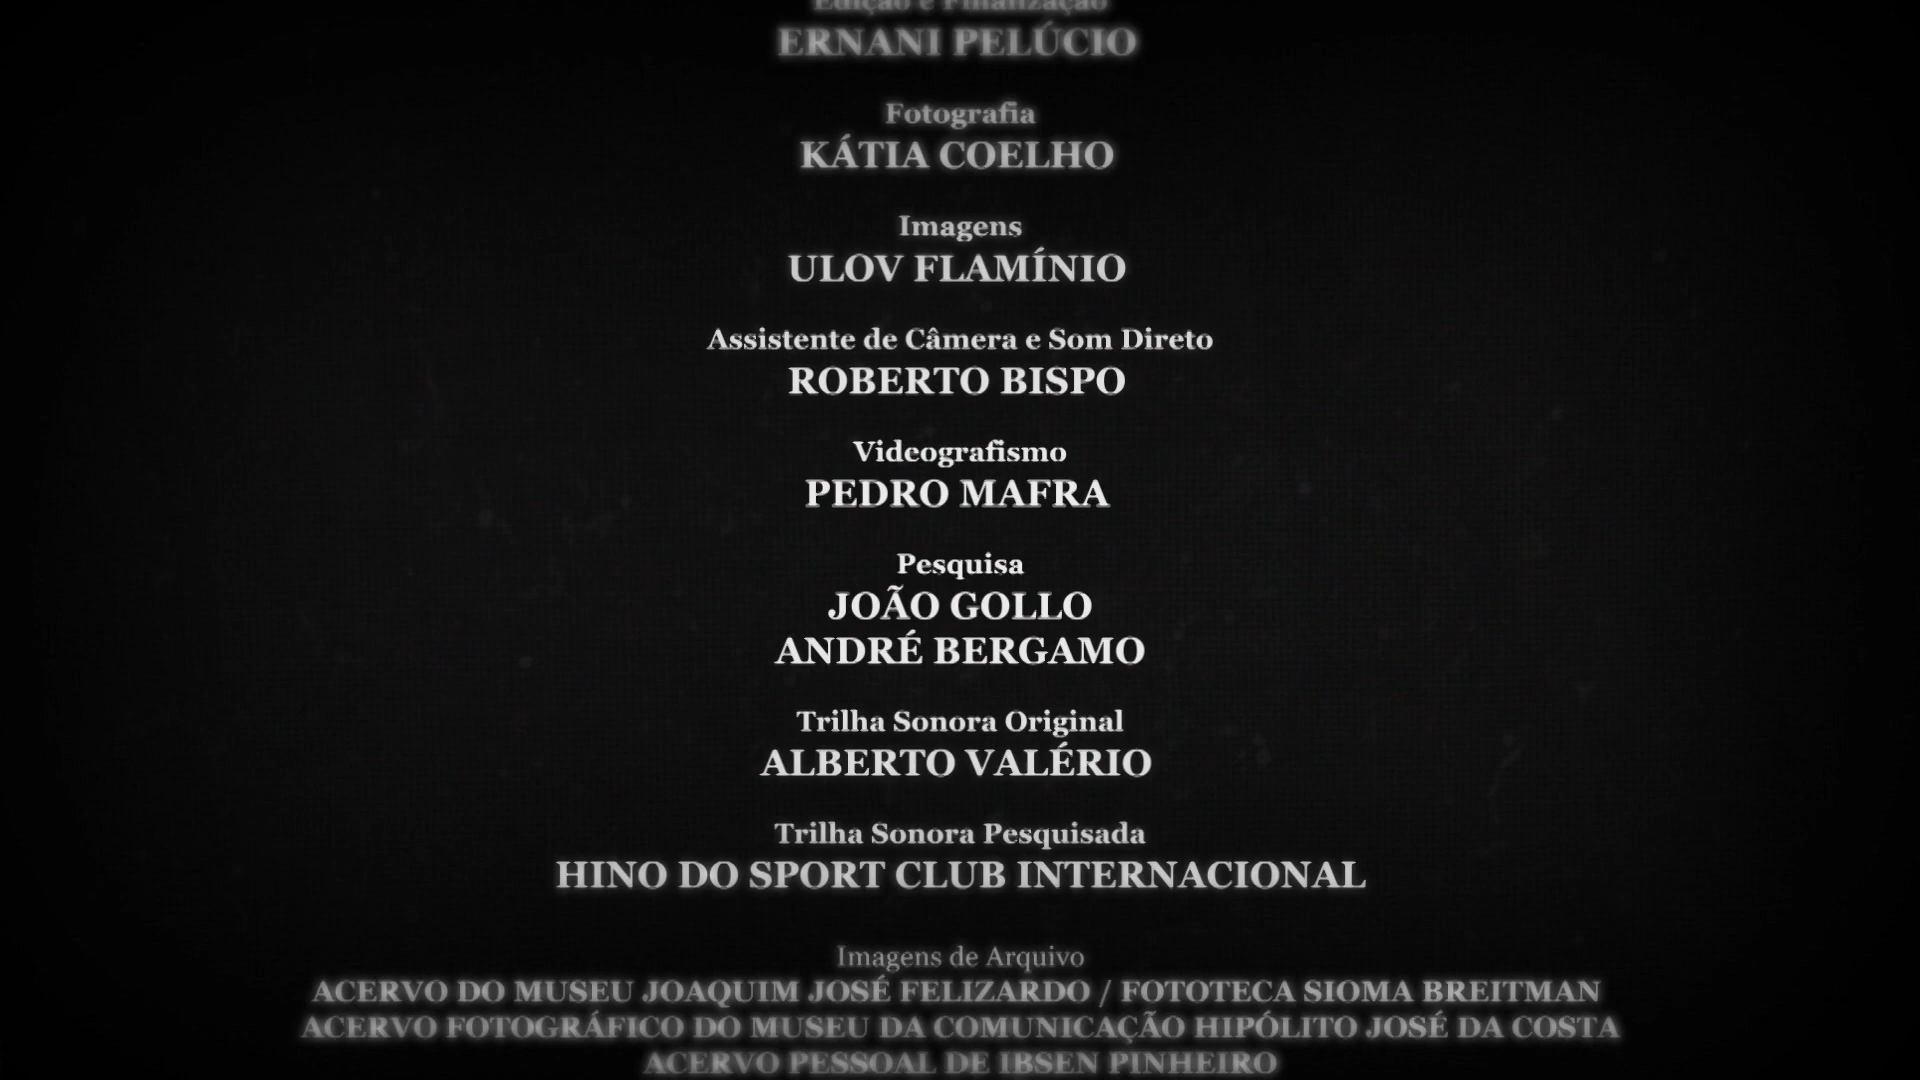 Edição e Finalização
ERNANI PELÚCIO
Fotografia
KÁTIA COELHO
Imagens
ULOV FLAMÍNIO
Assistente de Câmera e Som Direto
ROBERTO BISPO
Videografismo
PEDRO MAFRA
Pesquisa
JOÃO GOLLO
ANDRÉ BERGAMO
Trilha Sonora Original
ALBERTO VALÉRIO
Trilha Sonora Pesquisada
HINO DO SPORT CLUB INTERNACIONAL
Imagens de Arquivo
ACERVO DO MUSEU JOAQUIM JOSÉ FELIZARDO / FOTOTECA SIOMA BREITMAN
ACERVO FOTOGRÁFICO DO MUSEU DA COMUNICAÇÃO HIPÓLITO JOSÉ DA COSTA
ACERVO PESSOAL DE IBSEN PINHEIRO